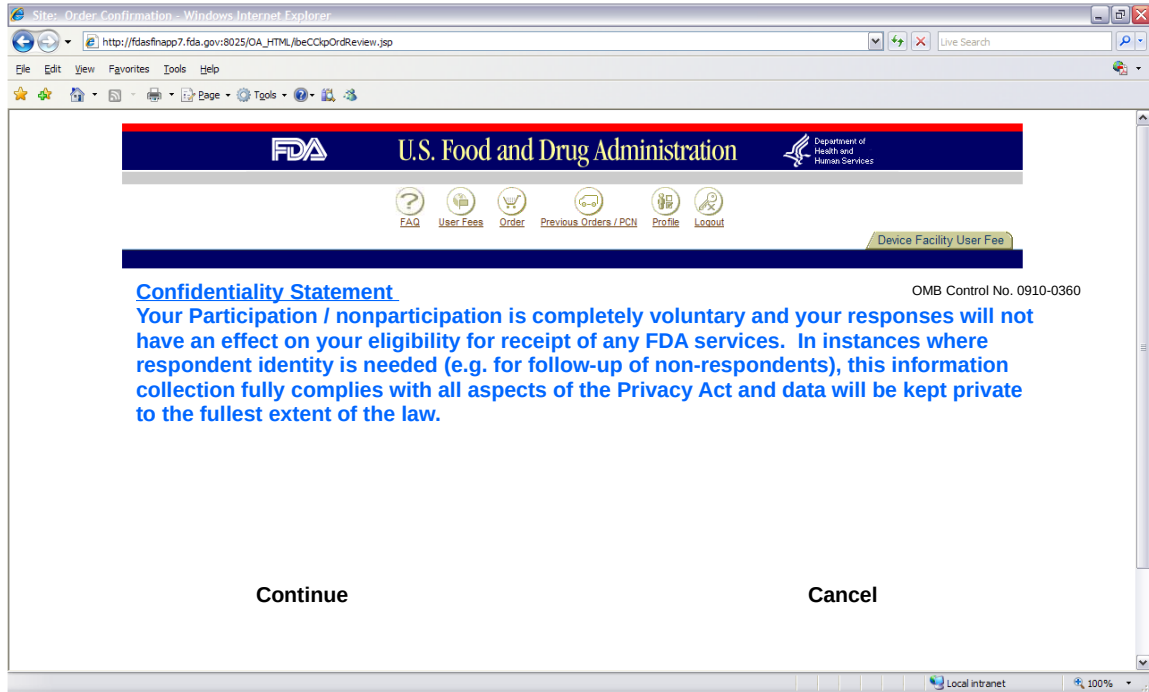 Site: Order Confirmation - Windows Internet Explorer
http://fdasfinapp7.fda.gov:8025/OA_HTML/ibeCCkpOrdReview.jsp
Live Search
File Edit View Favorites Tools Help
Page Tools
FDA U.S. Food and Drug Administration
Department of
Health and
Human Services
FAQ User Fees Order Previous Orders / PCN Profile Logout
Device Facility User Fee
Confidentiality Statement
OMB Control No. 0910-0360
Your Participation / nonparticipation is completely voluntary and your responses will not
have an effect on your eligibility for receipt of any FDA services. In instances where
respondent identity is needed (e.g. for follow-up of non-respondents), this information
collection fully complies with all aspects of the Privacy Act and data will be kept private
to the fullest extent of the law.
Continue Cancel
Local intranet 100%